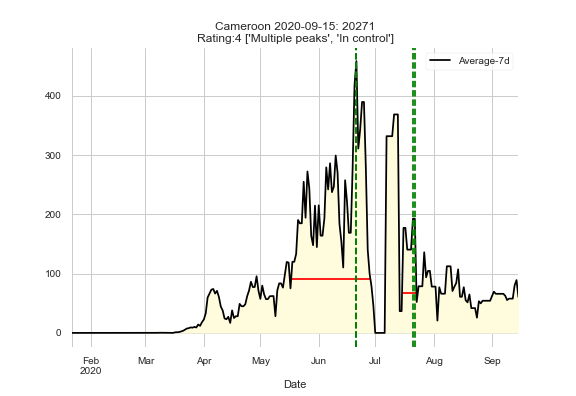 Cameroon 2020-09-15: 20271
Rating:4 ['Multiple peaks', 'In control']
Average-7d
400
300
200
100
0
Feb Mar Apr May Jun Jul Aug Sep
2020
Date